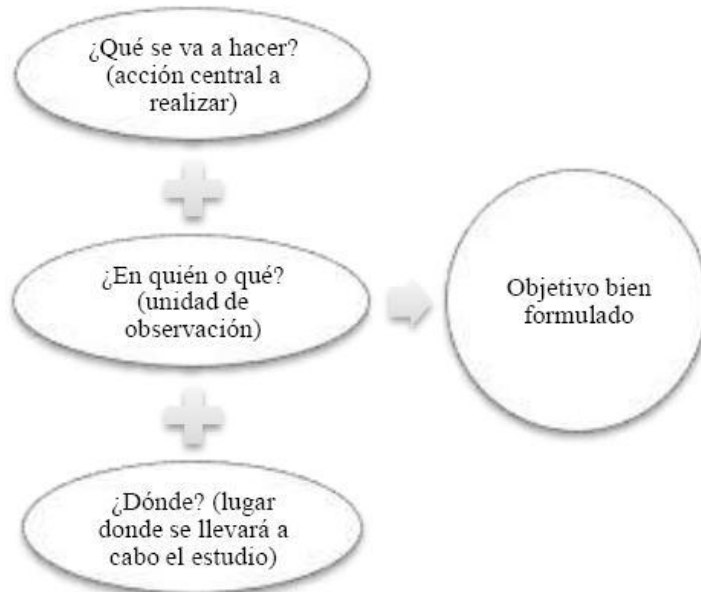 ¿Qué se va a hacer?
(acción central a
realizar)
¿En quién o qué?
(unidad de
observación)
Objetivo bien
formulado
¿Dónde? (lugar
donde se llevará a
cabo el estudio)